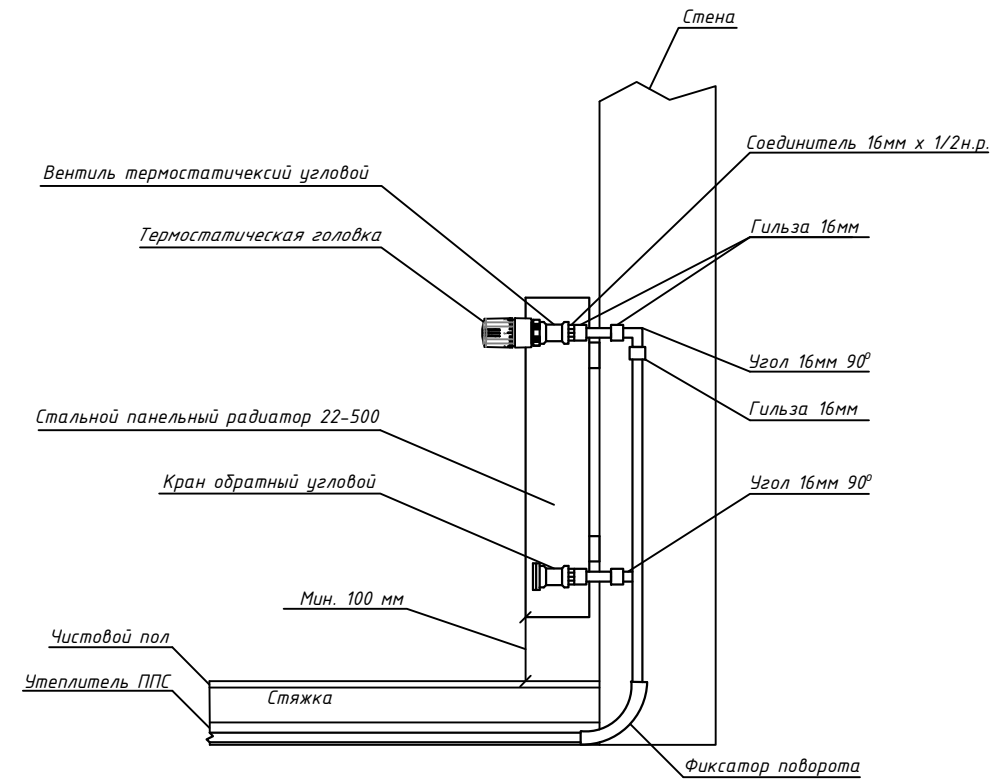 Стена
Соединитель 16мм х 1/2н.р.
Вентиль термостатичексий угловой
Гильза 16мм
Термостатическая головка
Угол 16мм 90°
Гильза 16мм
Стальной панельный радиатор 22-500
Кран обратный угловой
Угол 16мм 90°
Мин. 100 мм
Чистовой пол
Утеплитель ППС
Стяжка
Фиксатор поворота